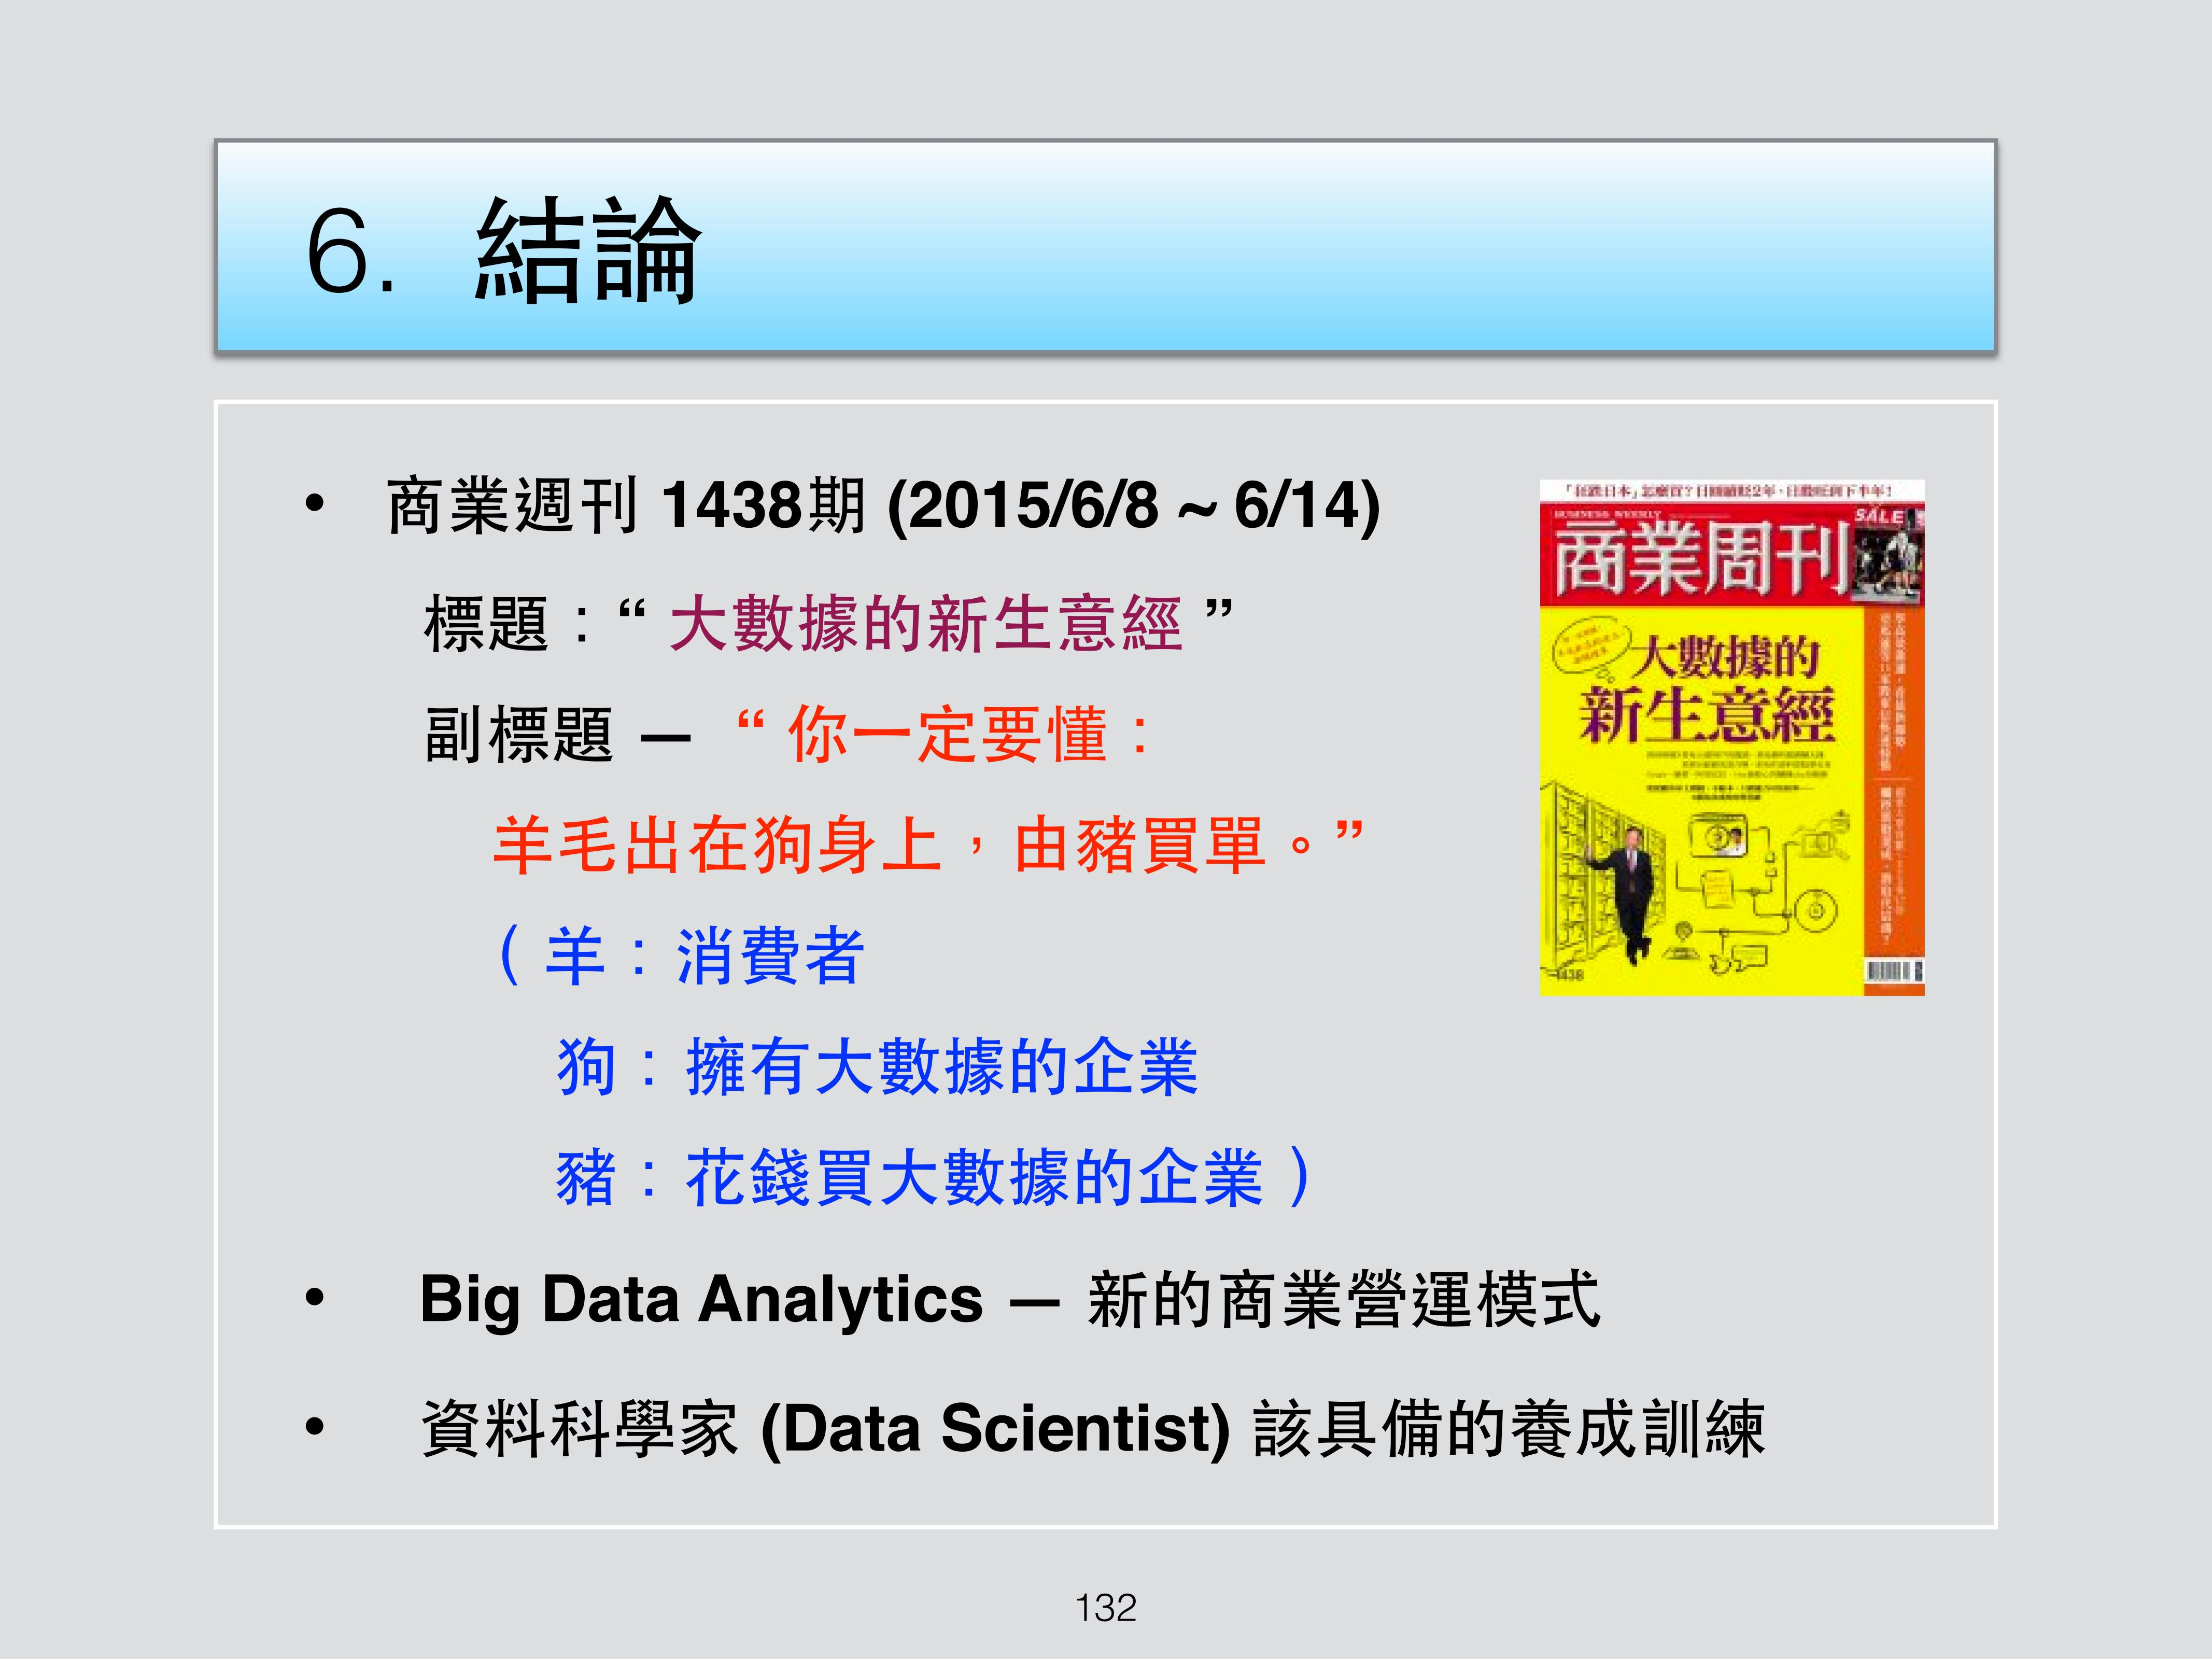 6. 結論
• 商業週刊 1438期 (2015/6/8 ~ 6/14)
標題：“ 大數據的新生意經 ”
副標題 — “ 你一定要懂：
羊毛出在狗身上，由豬買單。”
( 羊：消費者
狗：擁有大數據的企業
豬：花錢買大數據的企業 )
• Big Data Analytics — 新的商業營運模式
• 資料科學家 (Data Scientist) 該具備的養成訓練
BUSINESS WEEKLY
SALE
商業周刊
大數據的
新生意經
1438
132